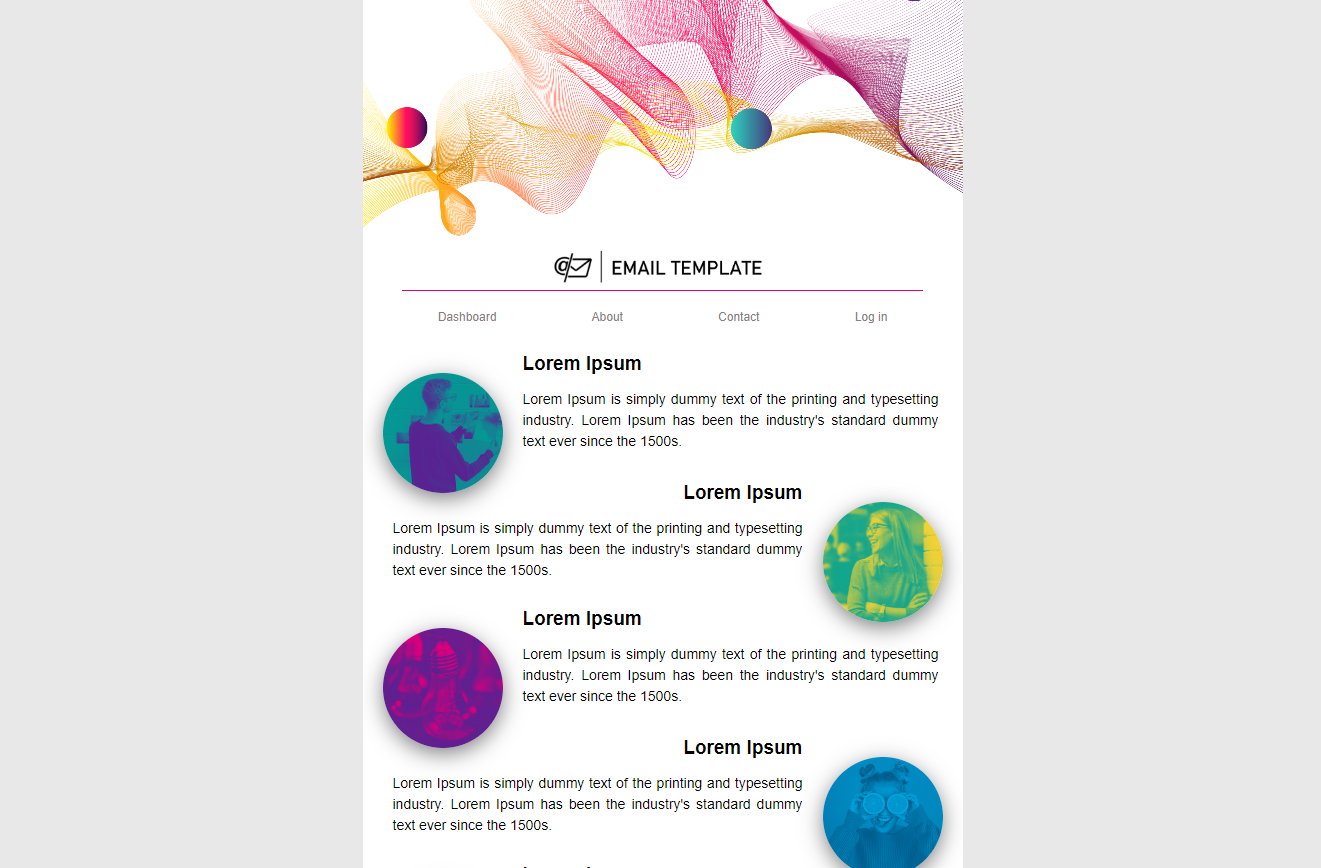 EMAIL TEMPLATE
Dashboard About Contact Log in
Lorem Ipsum
Lorem Ipsum is simply dummy text of the printing and typesetting
industry. Lorem Ipsum has been the industry's standard dummy
text ever since the 1500s.
Lorem Ipsum
Lorem Ipsum is simply dummy text of the printing and typesetting
industry. Lorem Ipsum has been the industry's standard dummy
text ever since the 1500s.
Lorem Ipsum
Lorem Ipsum is simply dummy text of the printing and typesetting
industry. Lorem Ipsum has been the industry's standard dummy
text ever since the 1500s.
Lorem Ipsum
Lorem Ipsum is simply dummy text of the printing and typesetting
industry. Lorem Ipsum has been the industry's standard dummy
text ever since the 1500s.